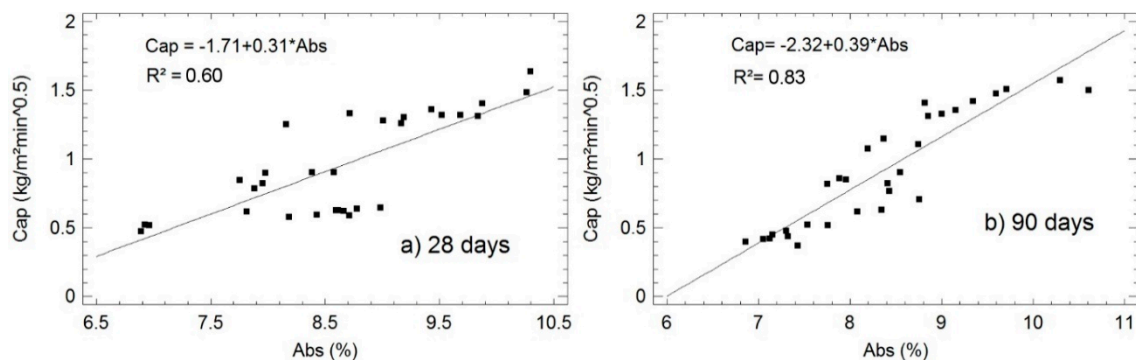 Cap = -1.71+0.31*Abs
R² = 0.60
2
1.5
1
0.5
0
Cap (kg/m²min^0.5)
a) 28 days
6.5 7.5 8.5 9.5 10.5
Abs (%)
Cap= -2.32+0.39*Abs
R²= 0.83
2
1.5
1
0.5
0
Cap (kg/m²min^0.5)
b) 90 days
6 7 8 9 10 11
Abs (%)